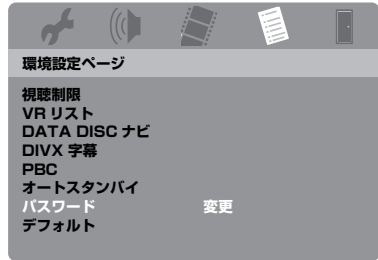 環境設定ページ
視聴制限
VR リスト
DATA DISC ナビ
DIVX 字幕
PBC
オートスタンバイ
パスワード 変更
デフォルト